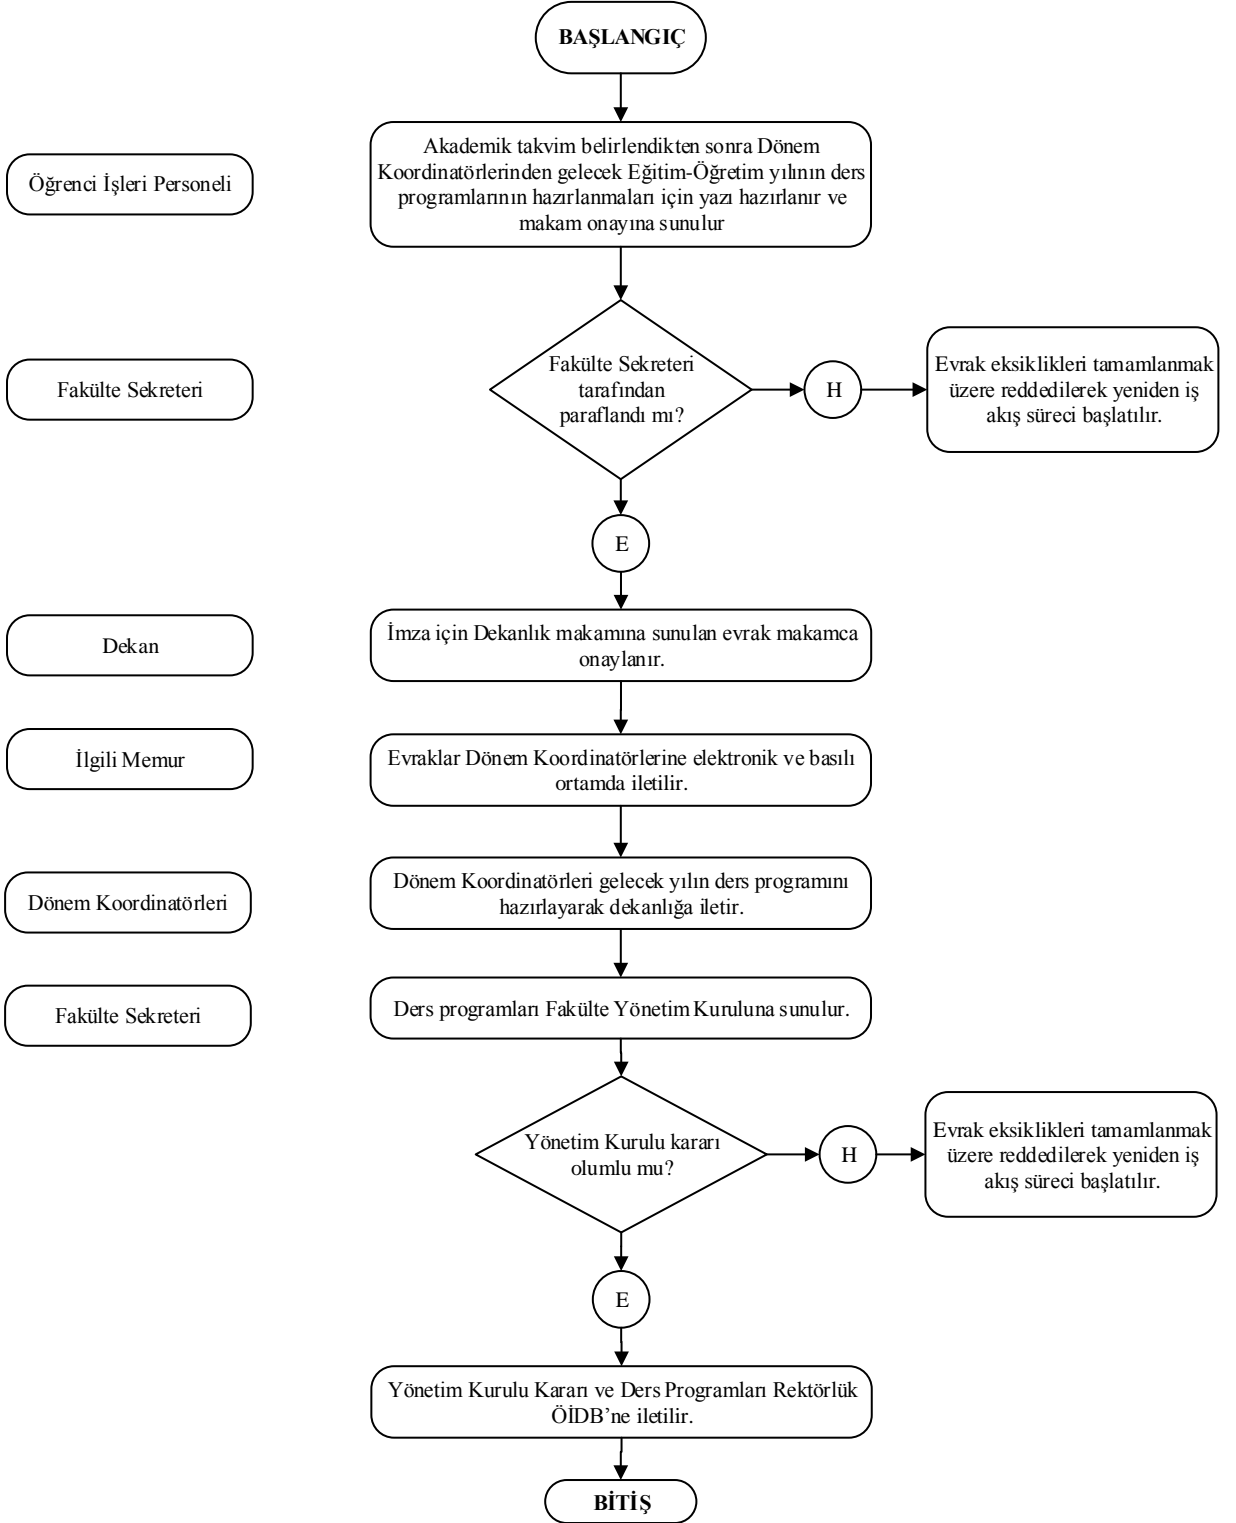 BAŞLANGIÇ
Öğrenci İşleri Personeli
Akademik takvim belirlendikten sonra Dönem
Koordinatörlerinden gelecek Eğitim-Öğretim yılının ders
programlarının hazırlanmaları için yazı hazırlanır ve
makam onayına sunulur
Fakülte Sekreteri
Fakülte Sekreteri
tarafından
paraflandı mı?
H
Evrak eksiklikleri tamamlanmak
üzere reddedilerek yeniden iş
akış süreci başlatılır.
E
Dekan
İmza için Dekanlık makamına sunulan evrak makamca
onaylanır.
İlgili Memur
Evraklar Dönem Koordinatörlerine elektronik ve basılı
ortamda iletilir.
Dönem Koordinatörleri
Dönem Koordinatörleri gelecek yılın ders programını
hazırlayarak dekanlığa iletir.
Fakülte Sekreteri
Ders programları Fakülte Yönetim Kuruluna sunulur.
Yönetim Kurulu kararı
olumlu mu?
H
Evrak eksiklikleri tamamlanmak
üzere reddedilerek yeniden iş
akış süreci başlatılır.
E
Yönetim Kurulu Kararı ve Ders Programları Rektörlük
ÖİDB’ne iletilir.
BİTİŞ